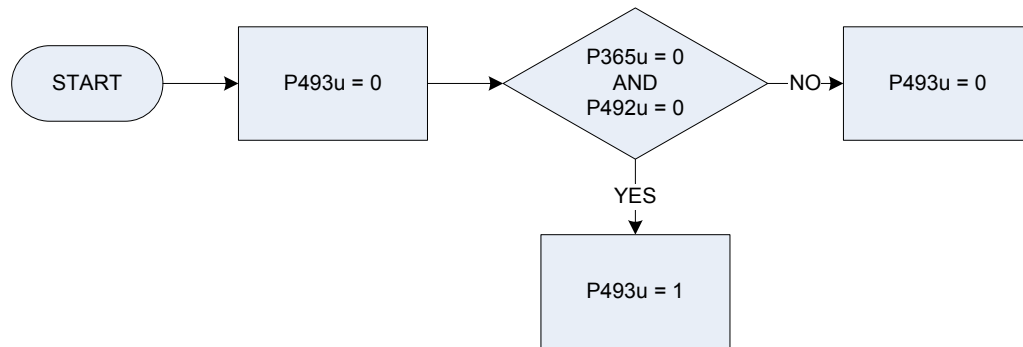 START
P493u = 0
P365u = 0
AND
P492u = 0
NO
P493u = 0
YES
P493u = 1